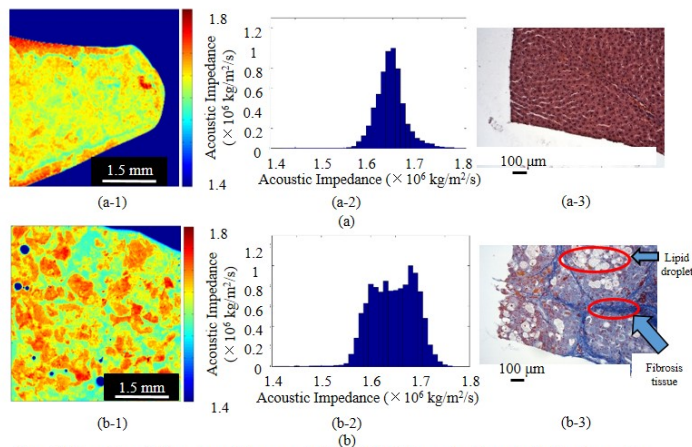 1.8
1.4
Acoustic Impedance
(×10⁶ kg/m²/s)
1.5 mm
(a-1)
1.2
1
0.8
0.6
0.4
0.2
0
1.4
1.5
1.6
1.7
1.8
Acoustic Impedance (×10⁶ kg/m²/s)
(a-2)
(a)
100 μm
(a-3)
1.8
1.4
Acoustic Impedance
(×10⁶ kg/m²/s)
1.5 mm
(b-1)
1.2
1
0.8
0.6
0.4
0.2
0
1.4
1.5
1.6
1.7
1.8
Acoustic Impedance (×10⁶ kg/m²/s)
(b-2)
(b)
Lipid
droplet
Fibrosis
tissue
100 μm
(b-3)